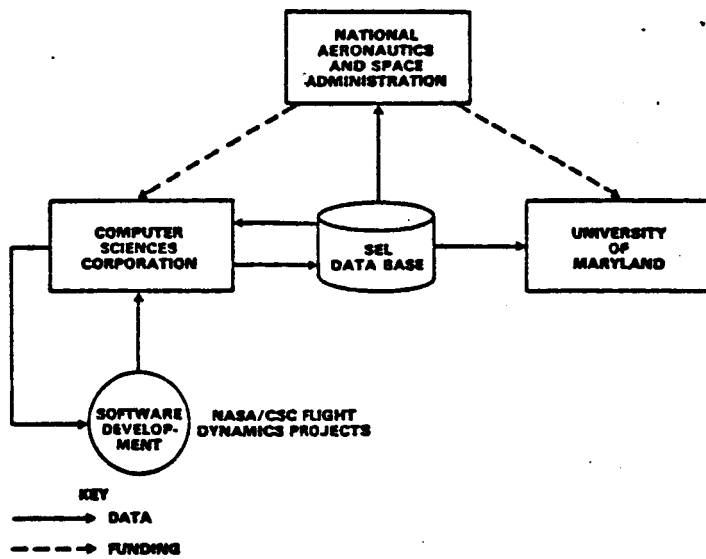 NATIONAL
AERONAUTICS
AND SPACE
ADMINISTRATION
COMPUTER
SCIENCES
CORPORATION
SEL
DATA BASE
UNIVERSITY
OF
MARYLAND
SOFTWARE
DEVELOP-
MENT
NASA/CSC FLIGHT
DYNAMICS PROJECTS
KEY
DATA
FUNDING